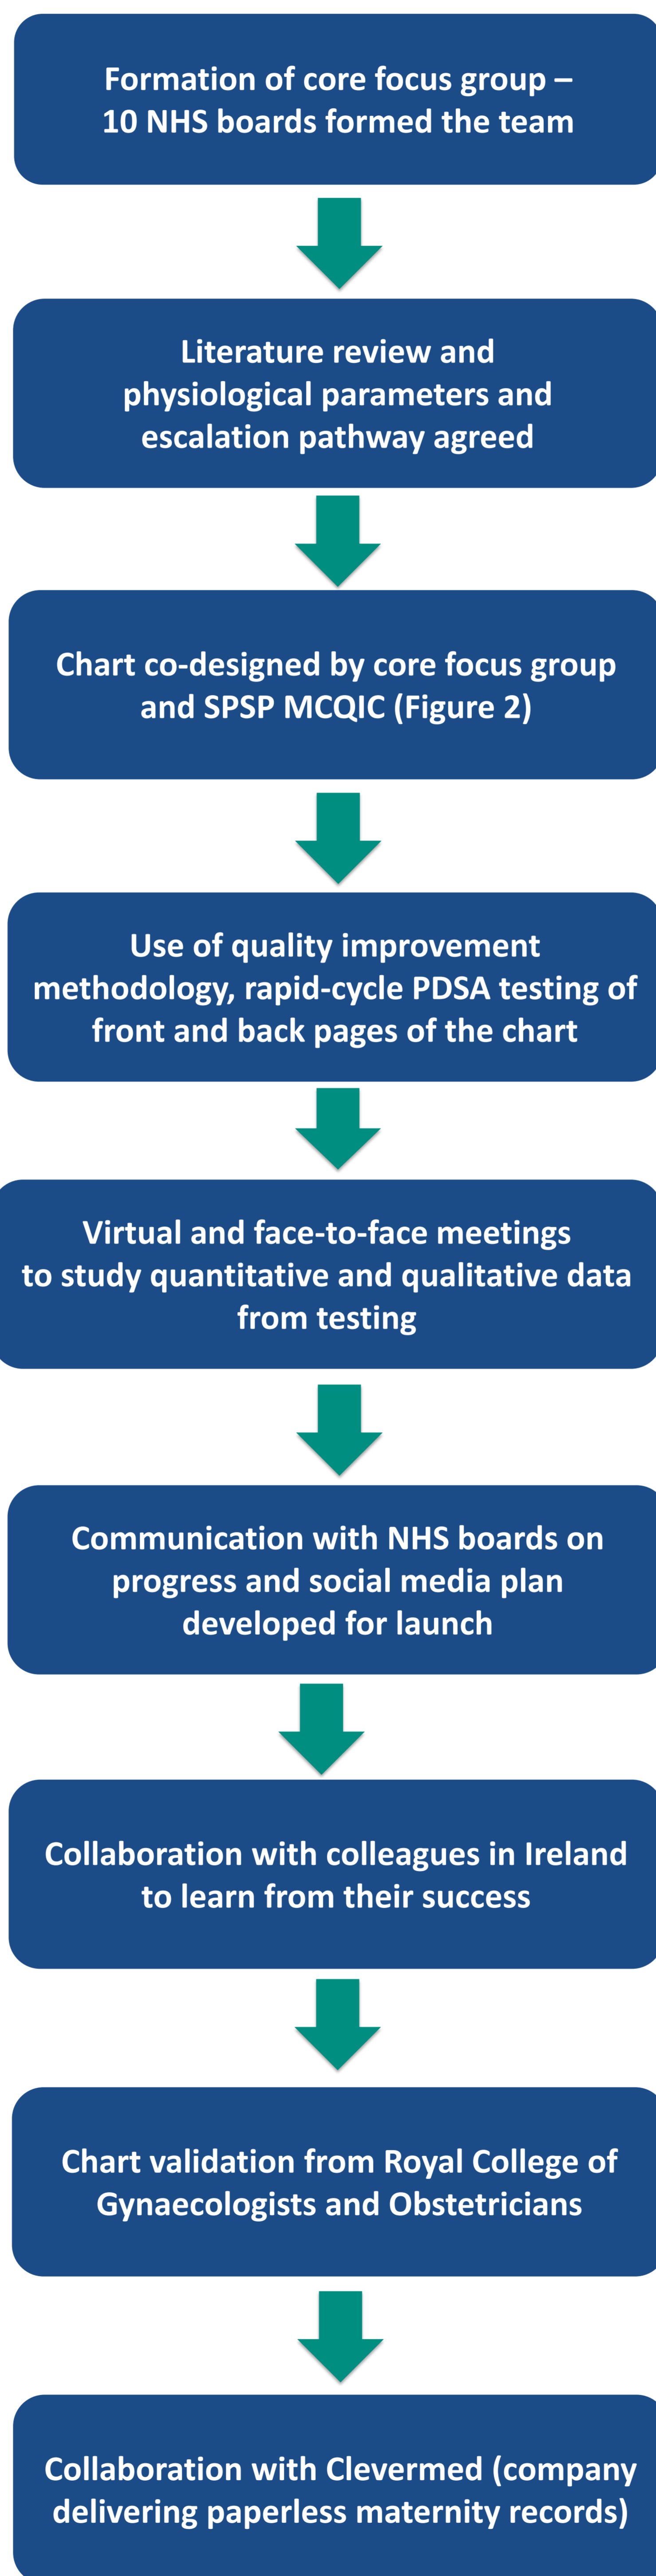 Formation of core focus group –
10 NHS boards formed the team
Literature review and
physiological parameters and
escalation pathway agreed
Chart co-designed by core focus group
and SPSP MCQIC (Figure 2)
Use of quality improvement
methodology, rapid-cycle PDSA testing of
front and back pages of the chart
Virtual and face-to-face meetings
to study quantitative and qualitative data
from testing
Communication with NHS boards on
progress and social media plan
developed for launch
Collaboration with colleagues in Ireland
to learn from their success
Chart validation from Royal College of
Gynaecologists and Obstetricians
Collaboration with Clevermed (company
delivering paperless maternity records)